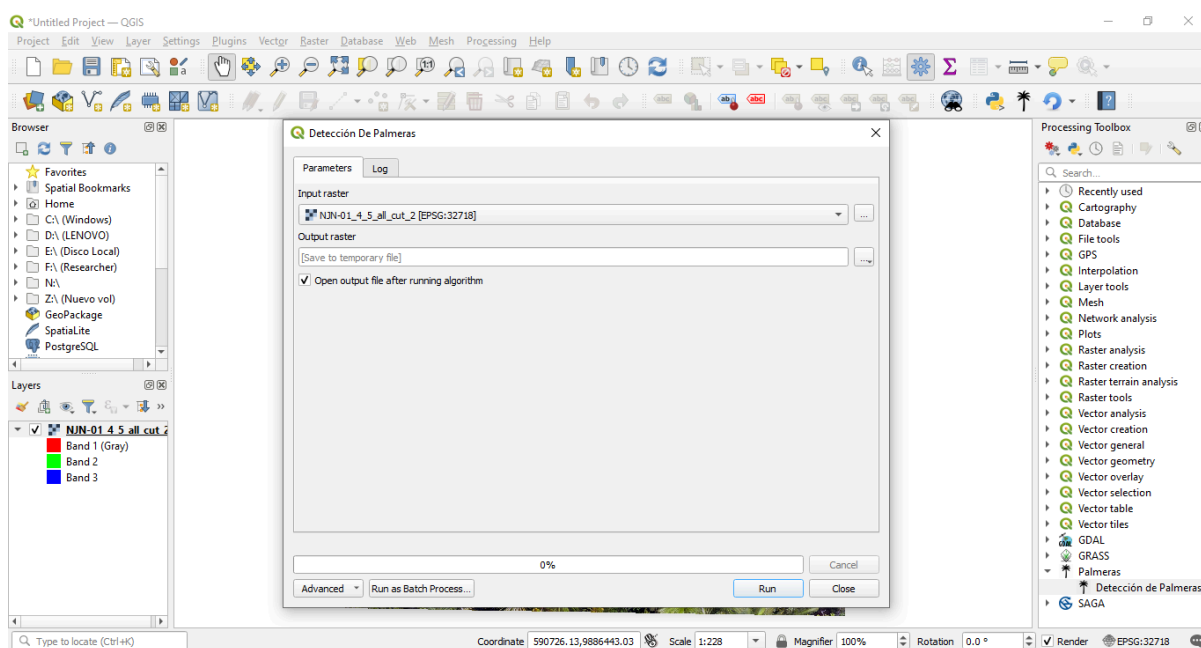 *Untitled Project — QGIS
Project Edit View Layer Settings Plugins Vector Raster Database Web Mesh Processing Help
Browser
Favorites
Spatial Bookmarks
Home
C:\ (Windows)
D:\ (LENOVO)
E:\ (Disco Local)
F:\ (Researcher)
N:\
Z:\ (Nuevo vol)
GeoPackage
SpatiaLite
PostgreSQL
Layers
NJN-01 4 5 all cut 2
Band 1 (Gray)
Band 2
Band 3
Detección De Palmeras
Parameters Log
Input raster
NJN-01_4_5_all_cut_2 [EPSG:32718]
...
Output raster
[Save to temporary file]
...
Open output file after running algorithm
0%
Cancel
Advanced Run as Batch Process... Run Close
Processing Toolbox
Search...
Recently used
Cartography
Database
File tools
GPS
Interpolation
Layer tools
Mesh
Network analysis
Plots
Raster analysis
Raster creation
Raster terrain analysis
Raster tools
Vector analysis
Vector creation
Vector general
Vector geometry
Vector overlay
Vector selection
Vector table
Vector tiles
GDAL
GRASS
Palmeras
Detección de Palmeras
SAGA
Type to locate (Ctrl+K) Coordinate 590726.13,9886443.03 Scale 1:228 Magnifier 100% Rotation 0.0 ° Render EPSG:32718